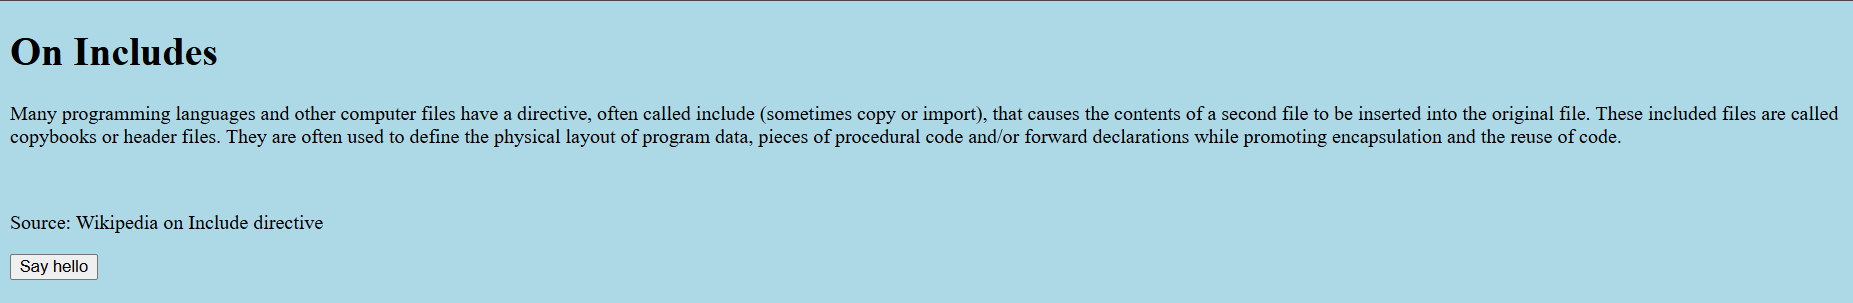 On Includes
Many programming languages and other computer files have a directive, often called include (sometimes copy or import), that causes the contents of a second file to be inserted into the original file. These included files are called
copybooks or header files. They are often used to define the physical layout of program data, pieces of procedural code and/or forward declarations while promoting encapsulation and the reuse of code.
Source: Wikipedia on Include directive
Say hello